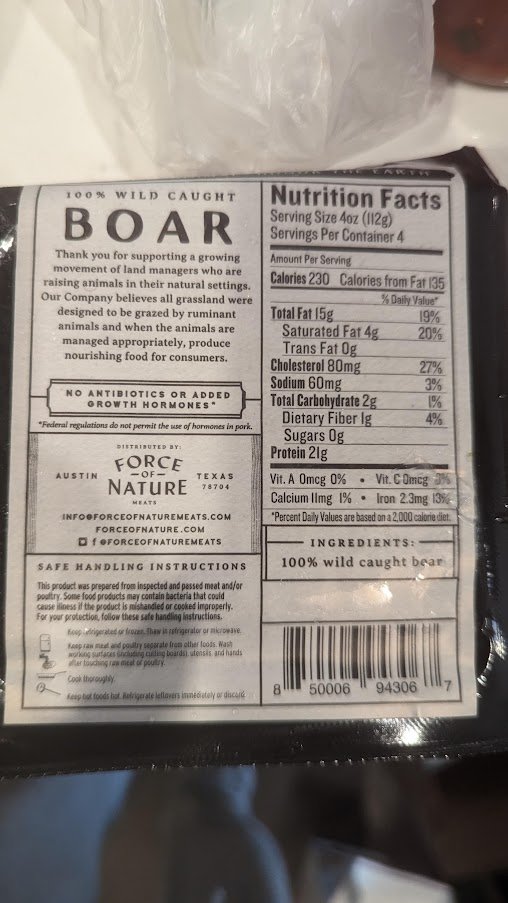 THE EARTH
100% WILD CAUGHT
BOAR
Thank you for supporting a growing
movement of land managers who are
raising animals in their natural settings.
Our Company believes all grassland were
designed to be grazed by ruminant
animals and when the animals are
managed appropriately, produce
nourishing food for consumers.
NO ANTIBIOTICS OR ADDED
GROWTH HORMONES*
*Federal regulations do not permit the use of hormones in pork.
DISTRIBUTED BY:
FORCE
OF
AUSTIN NATURE TEXAS
78704
MEATS
INFO@FORCEOFNATUREMEATS.COM
FORCEOFNATURE.COM
f @FORCEOFNATUREMEATS
SAFE HANDLING INSTRUCTIONS
This product was prepared from inspected and passed meat and/or
poultry. Some food products may contain bacteria that could
cause illness if the product is mishandled or cooked improperly.
For your protection, follow these safe handling instructions.
Keep refrigerated or frozen. Thaw in refrigerator or microwave.
Keep raw meat and poultry separate from other foods. Wash
working surfaces (including cutting boards), utensils, and hands
after touching raw meat or poultry.
Cook thoroughly.
Keep hot foods hot. Refrigerate leftovers immediately or discard.
Nutrition Facts
Serving Size 4oz (112g)
Servings Per Container 4
Amount Per Serving
Calories 230 Calories from Fat 135
% Daily Value*
Total Fat 15g 19%
Saturated Fat 4g 20%
Trans Fat 0g
Cholesterol 80mg 27%
Sodium 60mg 3%
Total Carbohydrate 2g 1%
Dietary Fiber 1g 4%
Sugars 0g
Protein 21g
Vit. A 0mcg 0% • Vit. C 0mcg 0%
Calcium 11mg 1% • Iron 2.3mg 13%
*Percent Daily Values are based on a 2,000 calorie diet.
INGREDIENTS:
100% wild caught boar
8 50006 94306 7